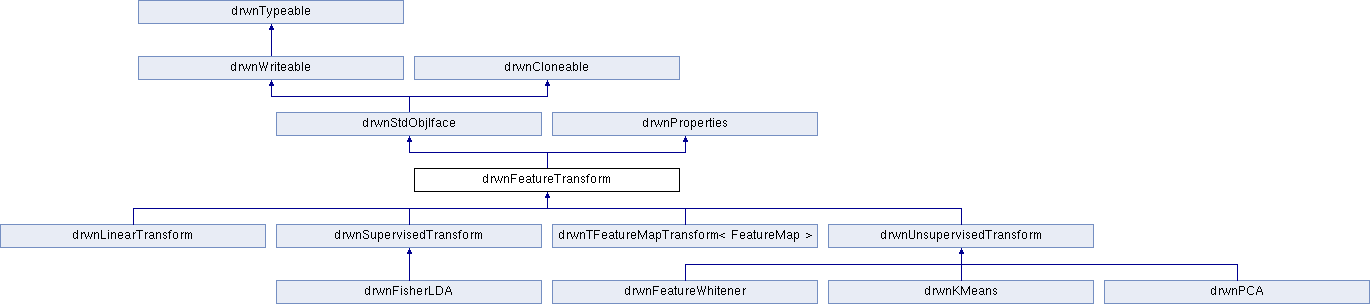 drwnTypeable
drwnWriteable
drwnCloneable
drwnStdObjIface
drwnProperties
drwnFeatureTransform
drwnLinearTransform
drwnSupervisedTransform
drwnTFeatureMapTransform< FeatureMap >
drwnUnsupervisedTransform
drwnFisherLDA
drwnFeatureWhitener
drwnKMeans
drwnPCA